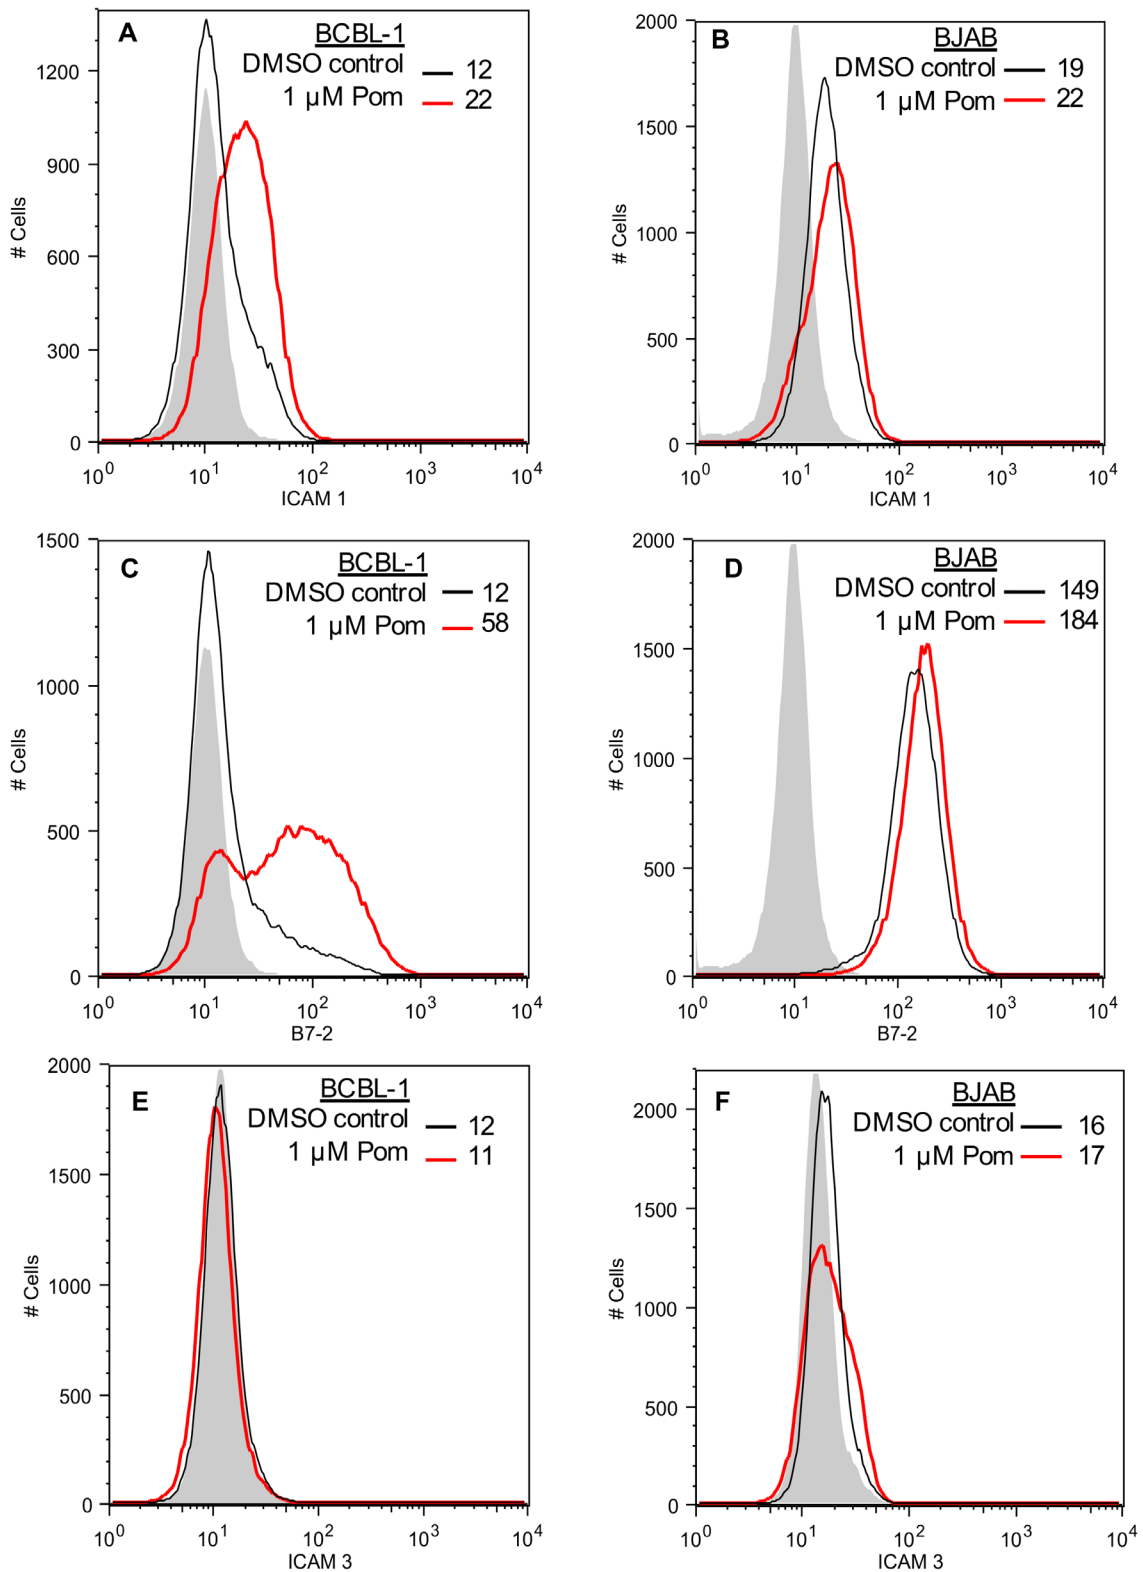 A
BCBL-1
DMSO control 12
1 µM Pom 22
# Cells
1200
900
600
300
0
10^0 10^1 10^2 10^3 10^4
ICAM 1
B
BJAB
DMSO control 19
1 µM Pom 22
# Cells
2000
1500
1000
500
0
10^0 10^1 10^2 10^3 10^4
ICAM 1
C
BCBL-1
DMSO control 12
1 µM Pom 58
# Cells
1500
1000
500
0
10^0 10^1 10^2 10^3 10^4
B7-2
D
BJAB
DMSO control 149
1 µM Pom 184
# Cells
2000
1500
1000
500
0
10^0 10^1 10^2 10^3 10^4
B7-2
E
BCBL-1
DMSO control 12
1 µM Pom 11
# Cells
2000
1500
1000
500
0
10^0 10^1 10^2 10^3 10^4
ICAM 3
F
BJAB
DMSO control 16
1 µM Pom 17
# Cells
2000
1500
1000
500
0
10^0 10^1 10^2 10^3 10^4
ICAM 3